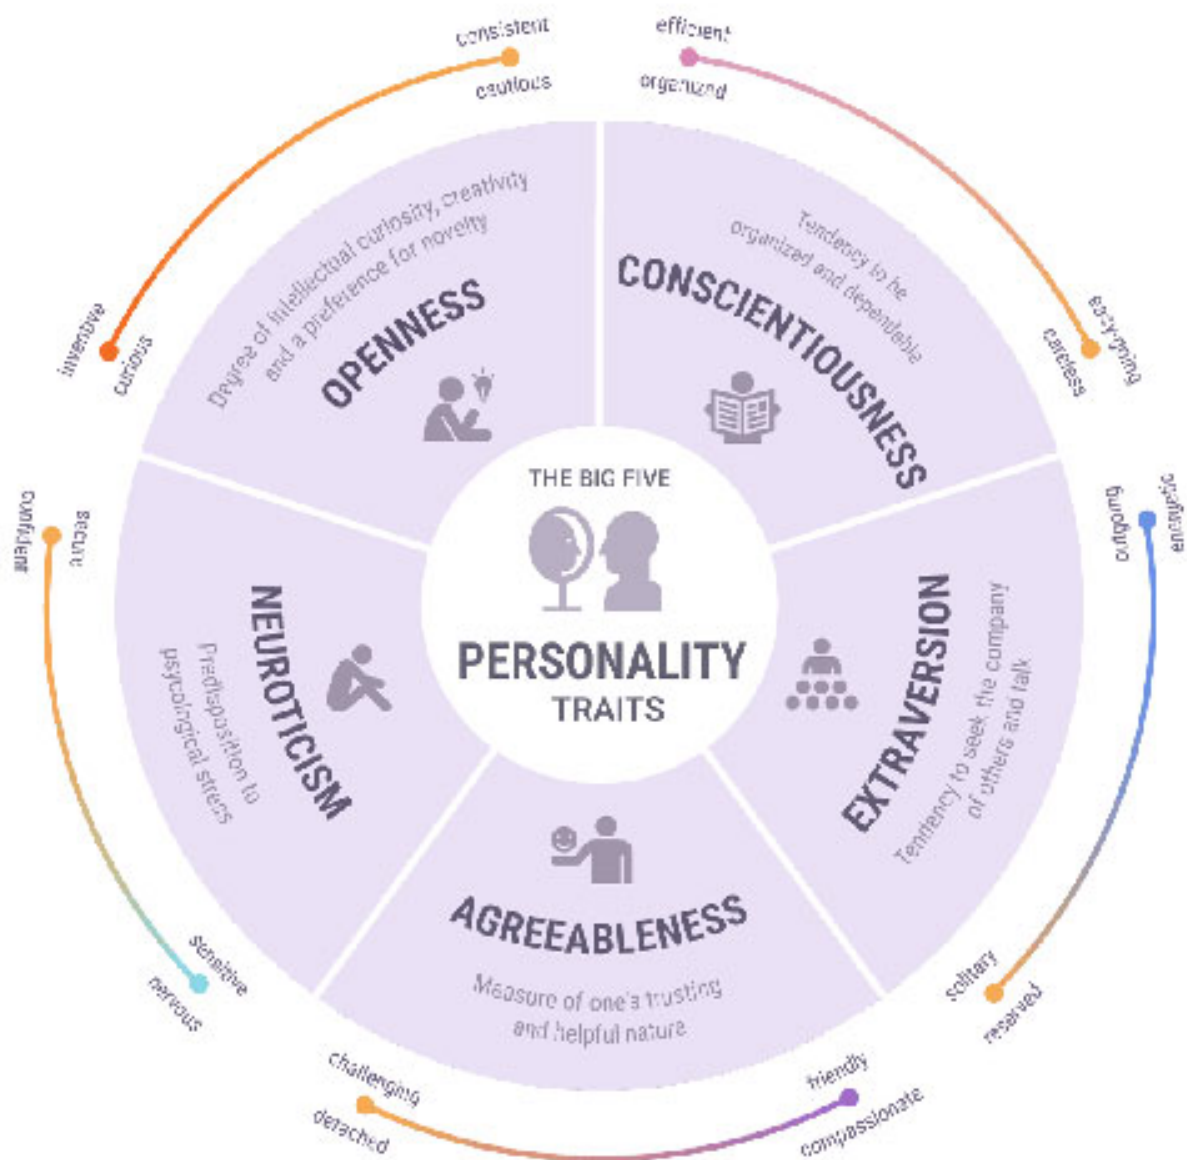 THE BIG FIVE
PERSONALITY
TRAITS
consistent
cautious
inventive
curious
Degree of intellectual curiosity, creativity
and a preference for novelty
OPENNESS
efficient
organized
easy-going
careless
Tendency to be
organized and dependable
CONSCIENTIOUSNESS
energetic
outgoing
solitary
reserved
EXTRAVERSION
Tendency to seek the company
of others and talk
AGREEABLENESS
Measure of one's trusting
and helpful nature
friendly
compassionate
challenging
detached
NEUROTICISM
Predisposition to
psycological stress
secure
confident
sensitive
nervous